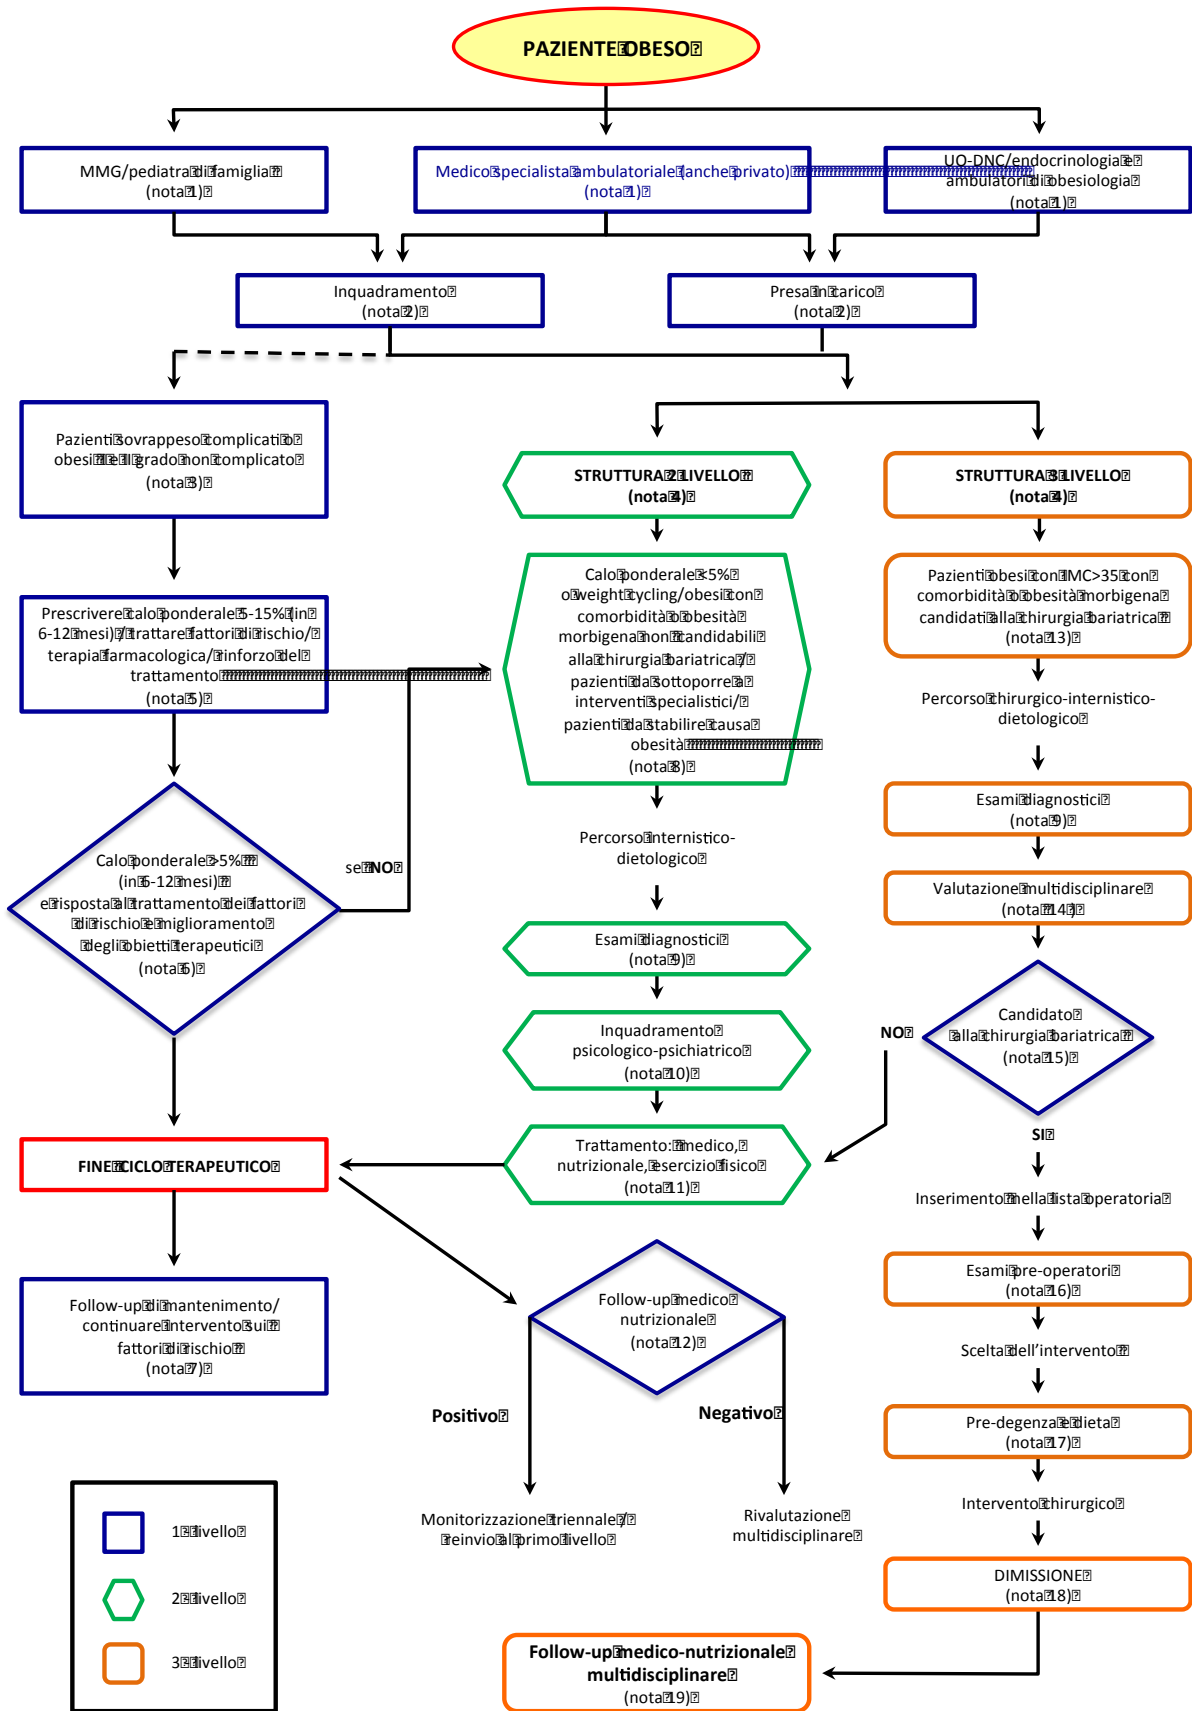 PAZIENTE OBESO
MMG/pediatra di famiglia
(nota 1)
Medico specialista ambulatoriale (anche privato)
(nota 1)
UO-DNC/endocrinologia e
ambulatori di obesiologia
(nota 1)
Inquadramento
(nota 2)
Presa in carico
(nota 2)
Pazienti sovrappeso complicati o
obesi I e II grado non complicato
(nota 3)
STRUTTURA 2 LIVELLO
(nota 4)
STRUTTURA 3 LIVELLO
(nota 4)
Prescrivere calo ponderale 5-15% (in
6-12 mesi) / trattare fattori di rischio/
terapia farmacologica/ rinforzo del
trattamento
(nota 5)
Calo ponderale <5%
o weight cycling/obesi con
comorbidità o obesità
morbigena non candidabili
alla chirurgia bariatrica /
pazienti da sottoporre a
interventi specialistici/
pazienti da stabilire causa
obesità
(nota 8)
Pazienti obesi con IMC>35 con
comorbidità o obesità morbigena
candidati alla chirurgia bariatrica
(nota 13)
Percorso chirurgico-internistico-
dietologico
Calo ponderale >5%
(in 6-12 mesi)
e risposta al trattamento dei fattori
di rischio e miglioramento
degli obietti terapeutici
(nota 6)
se NO
Percorso internistico-
dietologico
Esami diagnostici
(nota 9)
Valutazione multidisciplinare
(nota 14)
Esami diagnostici
(nota 9)
Inquadramento
psicologico-psichiatrico
(nota 10)
NO
Candidato
alla chirurgia bariatrica
(nota 15)
SI
FINE CICLO TERAPEUTICO
Trattamento: medico,
nutrizionale, esercizio fisico
(nota 11)
Inserimento nella lista operatoria
Esami pre-operatori
(nota 16)
Follow-up di mantenimento/
continuare intervento sui
fattori di rischio
(nota 7)
Follow-up medico
nutrizionale
(nota 12)
Scelta dell'intervento
Positivo
Negativo
Pre-degenza e dieta
(nota 17)
Monitorizzazione triennale /
reinvio al primo livello
Rivalutazione
multidisciplinare
Intervento chirurgico
1 livello
2 livello
3 livello
DIMISSIONE
(nota 18)
Follow-up medico-nutrizionale
multidisciplinare
(nota 19)